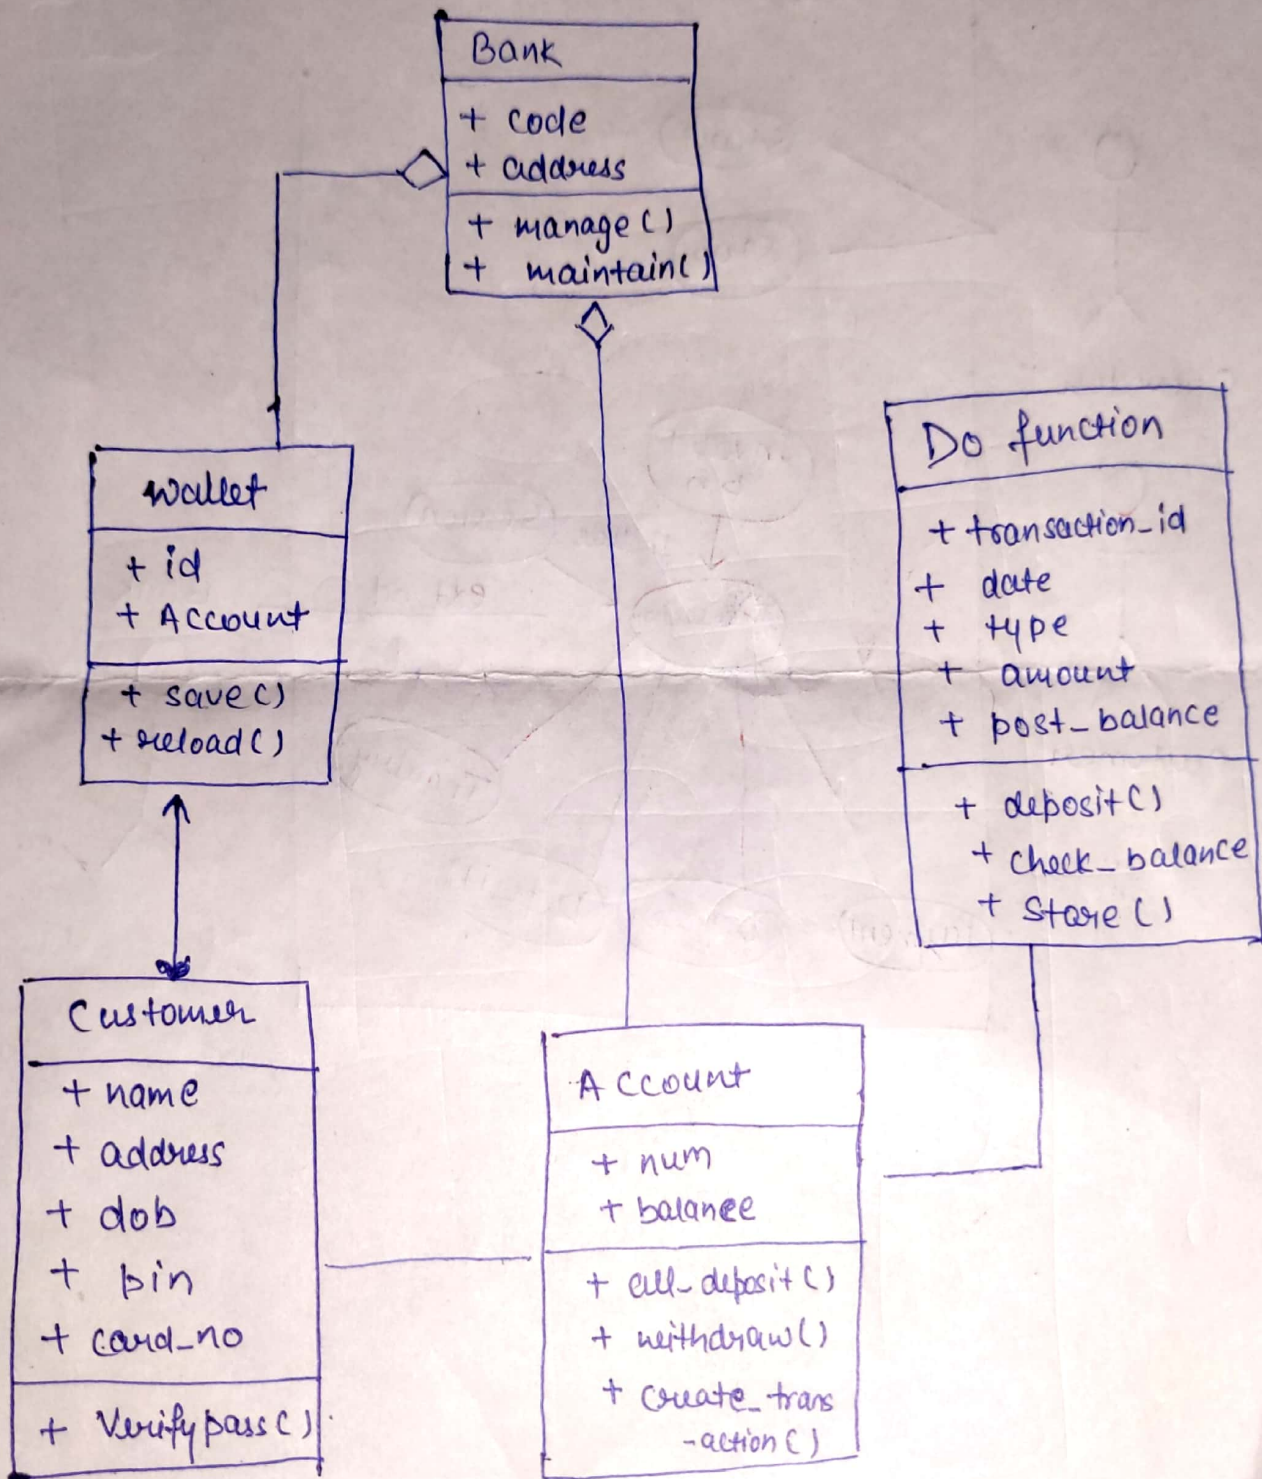 Bank
+ code
+ address
+ manage()
+ maintain()
Wallet
+ id
+ Account
+ save()
+ reload()
Do function
+ transaction_id
+ date
+ type
+ amount
+ post_balance
+ deposit()
+ check_balance
+ store()
Customer
+ name
+ address
+ dob
+ pin
+ card_no
+ Verifypass()
Account
+ num
+ balance
+ all_deposit()
+ withdraw()
+ create_trans
-action()